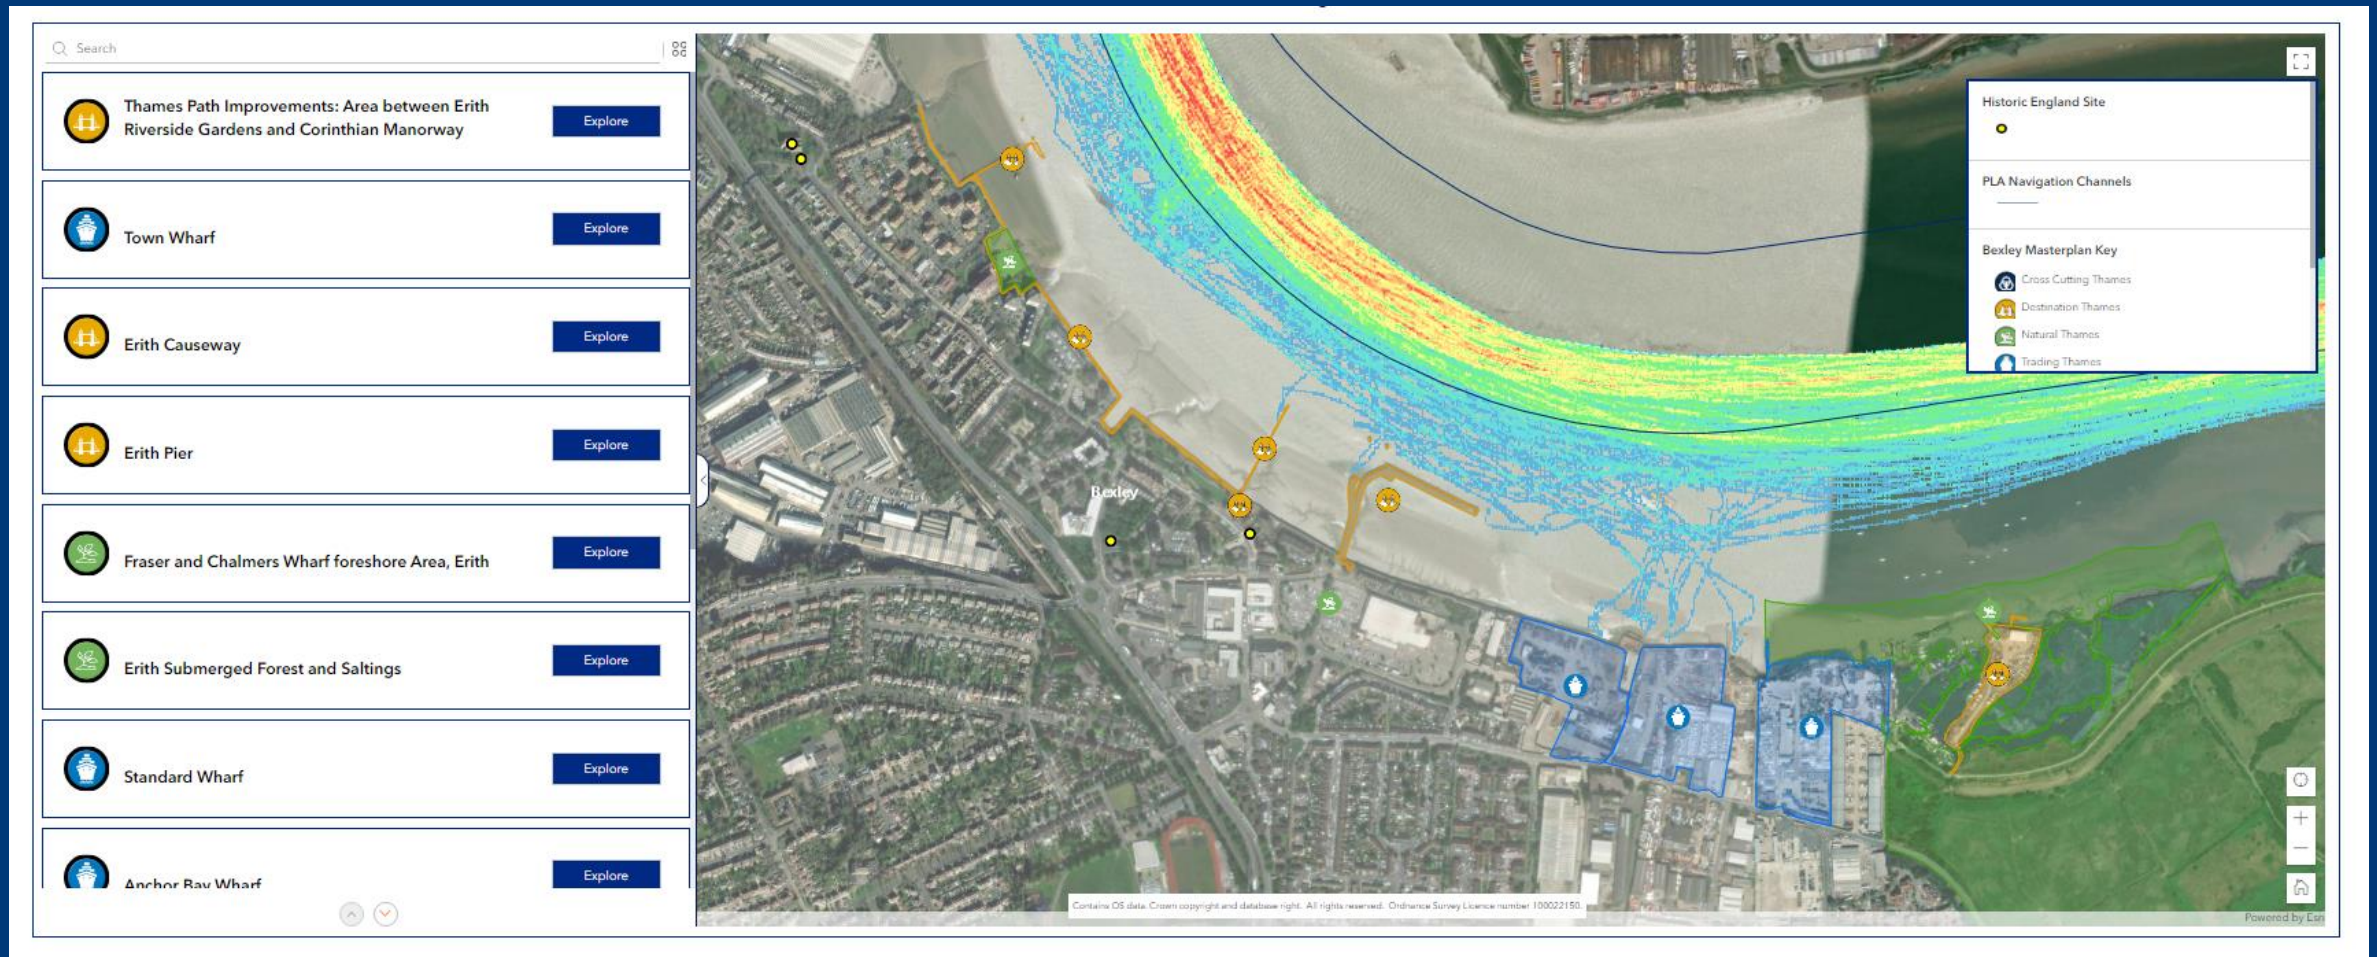 Search
Thames Path Improvements: Area between Erith
Riverside Gardens and Corinthian Manorway
Explore
Town Wharf
Explore
Erith Causeway
Explore
Erith Pier
Explore
Fraser and Chalmers Wharf foreshore Area, Erith
Explore
Erith Submerged Forest and Saltings
Explore
Standard Wharf
Explore
Anchor Bay Wharf
Explore
Bexley
Historic England Site
PLA Navigation Channels
Bexley Masterplan Key
Cross Cutting Thames
Destination Thames
Natural Thames
Trading Thames
Contains OS data. Crown copyright and database right. All rights reserved. Ordnance Survey Licence number 100022150.
Powered by Esri